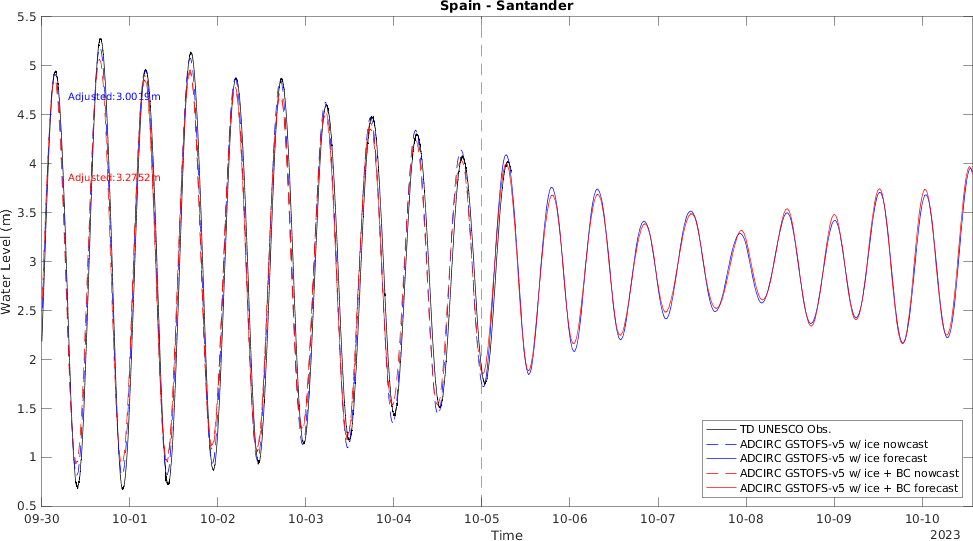 Spain - Santander
5.5
5
4.5
4
3.5
3
2.5
2
1.5
1
0.5
Water Level (m)
Adjusted:3.0019m
Adjusted:3.2752m
TD UNESCO Obs.
ADCIRC GSTOFS-v5 w/ ice nowcast
ADCIRC GSTOFS-v5 w/ ice forecast
ADCIRC GSTOFS-v5 w/ ice + BC nowcast
ADCIRC GSTOFS-v5 w/ ice + BC forecast
09-30 10-01 10-02 10-03 10-04 10-05 10-06 10-07 10-08 10-09 10-10
Time
2023